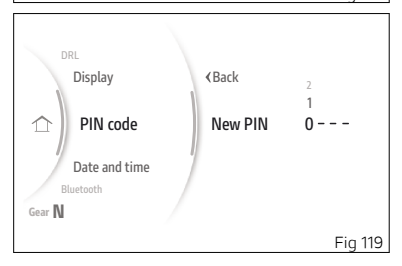 DRL
Display
‹Back
2
1
PIN code
New PIN
0 – – –
Date and time
Bluetooth
Gear N
Fig 119